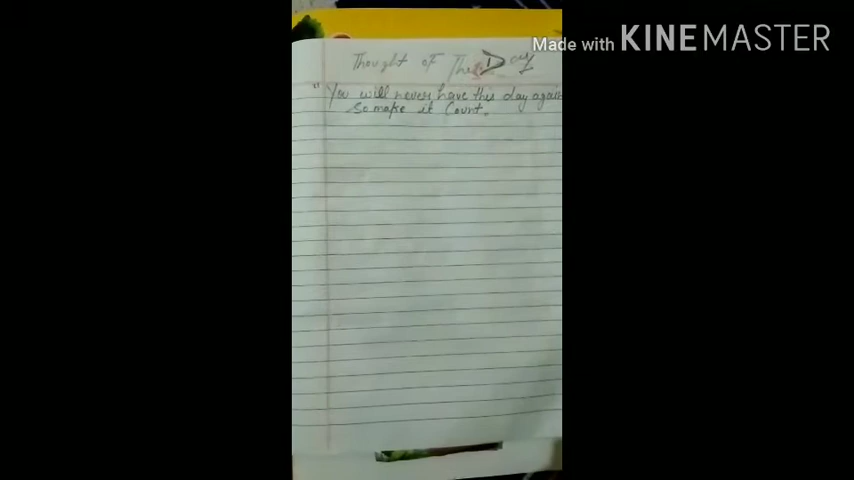 Made with KINEMASTER
Thought of The Day
" You will never have this day again
So make it Count.